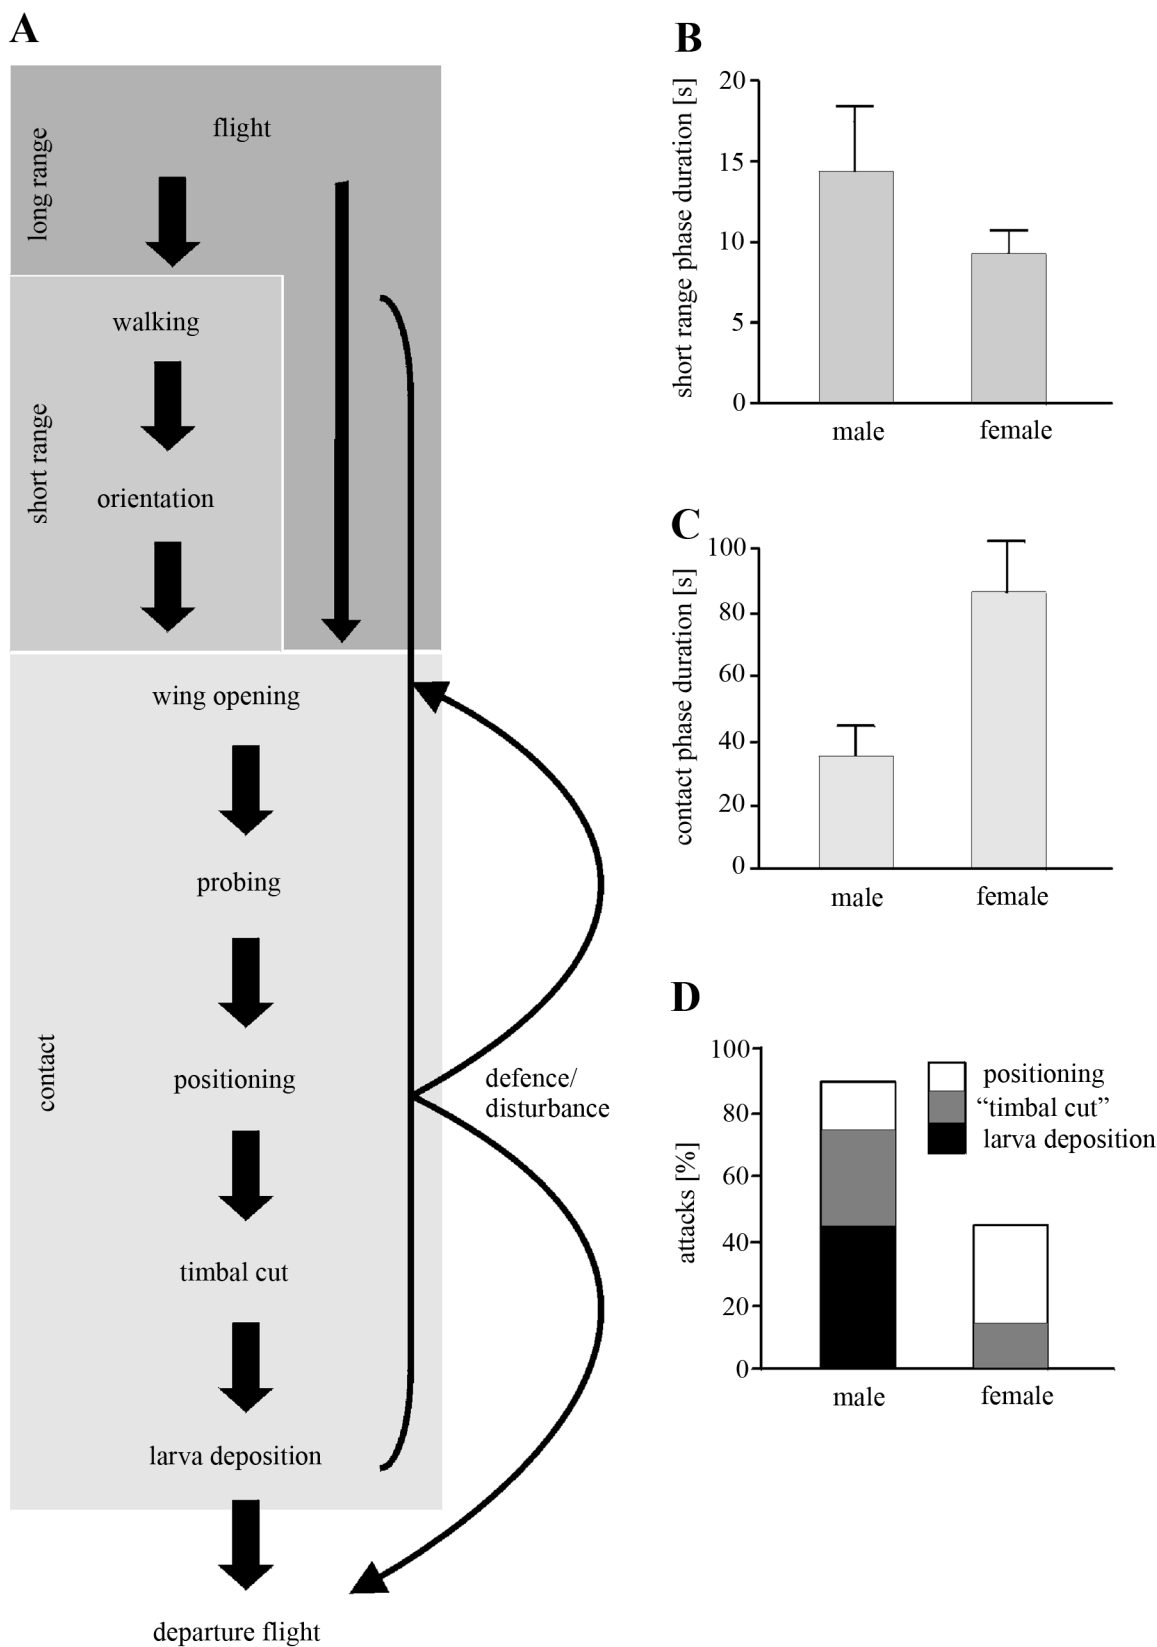 A
long range
flight
short range
walking
orientation
contact
wing opening
probing
positioning
timbal cut
larva deposition
departure flight
defence/
disturbance
B
short range phase duration [s]
20
15
10
5
0
male
female
C
contact phase duration [s]
100
80
60
40
20
0
male
female
D
attacks [%]
100
80
60
40
20
0
positioning
“timbal cut”
larva deposition
male
female